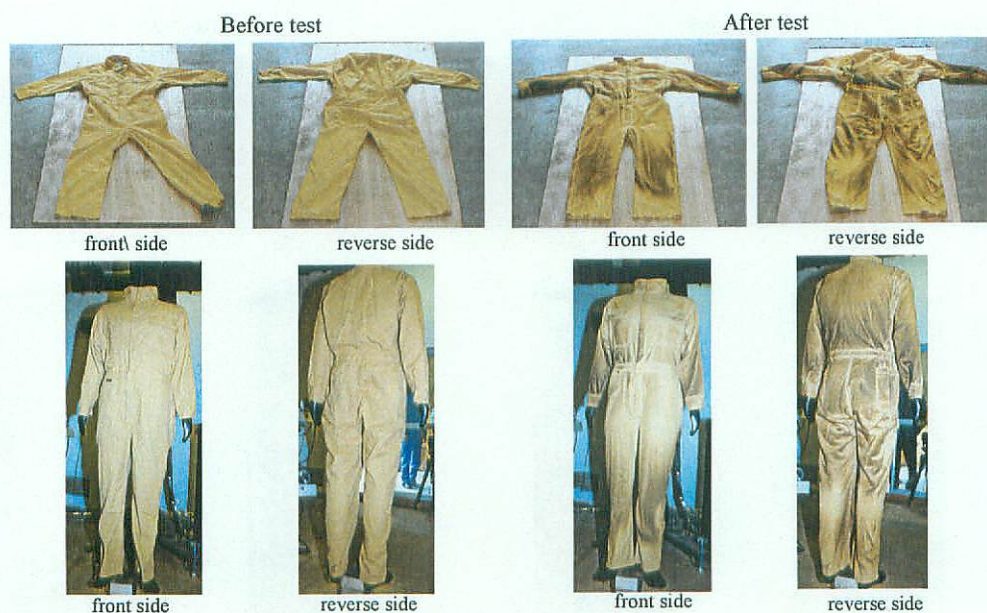 Before test
After test
front\ side
reverse side
front side
reverse side
front side
reverse side
front side
reverse side